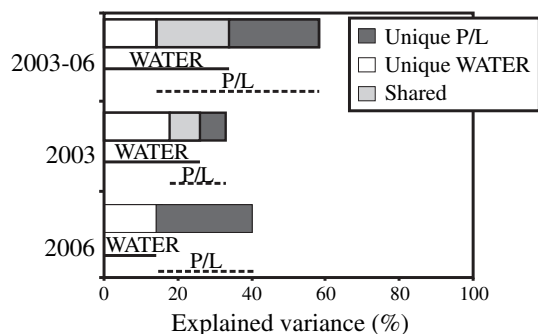 Unique P/L
Unique WATER
Shared
2003-06
WATER
P/L
2003
WATER
P/L
2006
WATER
P/L
0 20 40 60 80 100
Explained variance (%)